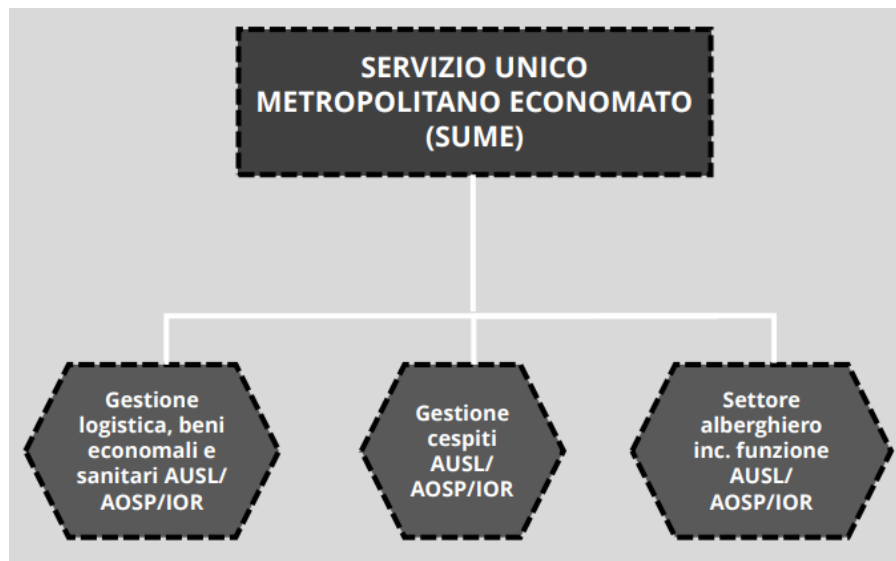 SERVIZIO UNICO
METROPOLITANO ECONOMATO
(SUME)
Gestione
logistica, beni
economali e
sanitari AUSL/
AOSP/IOR
Gestione
cespiti
AUSL/
AOSP/IOR
Settore
alberghiero
inc. funzione
AUSL/
AOSP/IOR